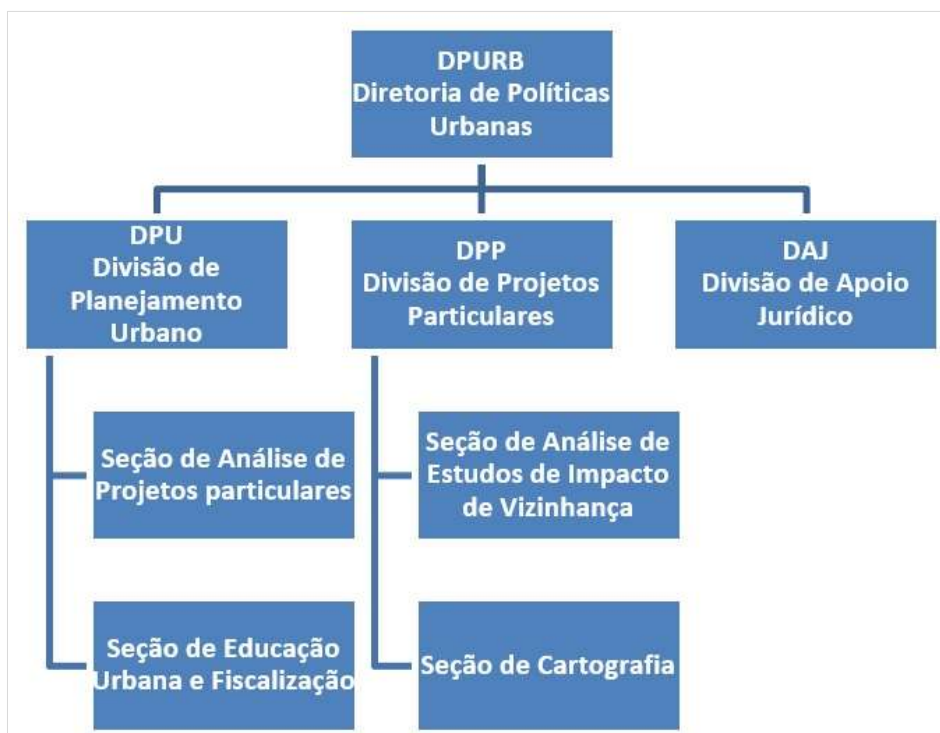 DPURB
Diretoria de Políticas
Urbanas
DPU
Divisão de
Planejamento
Urbano
DPP
Divisão de Projetos
Particulares
DAJ
Divisão de Apoio
Jurídico
Seção de Análise de
Projetos particulares
Seção de Análise de
Estudos de Impacto
de Vizinhança
Seção de Educação
Urbana e Fiscalização
Seção de Cartografia